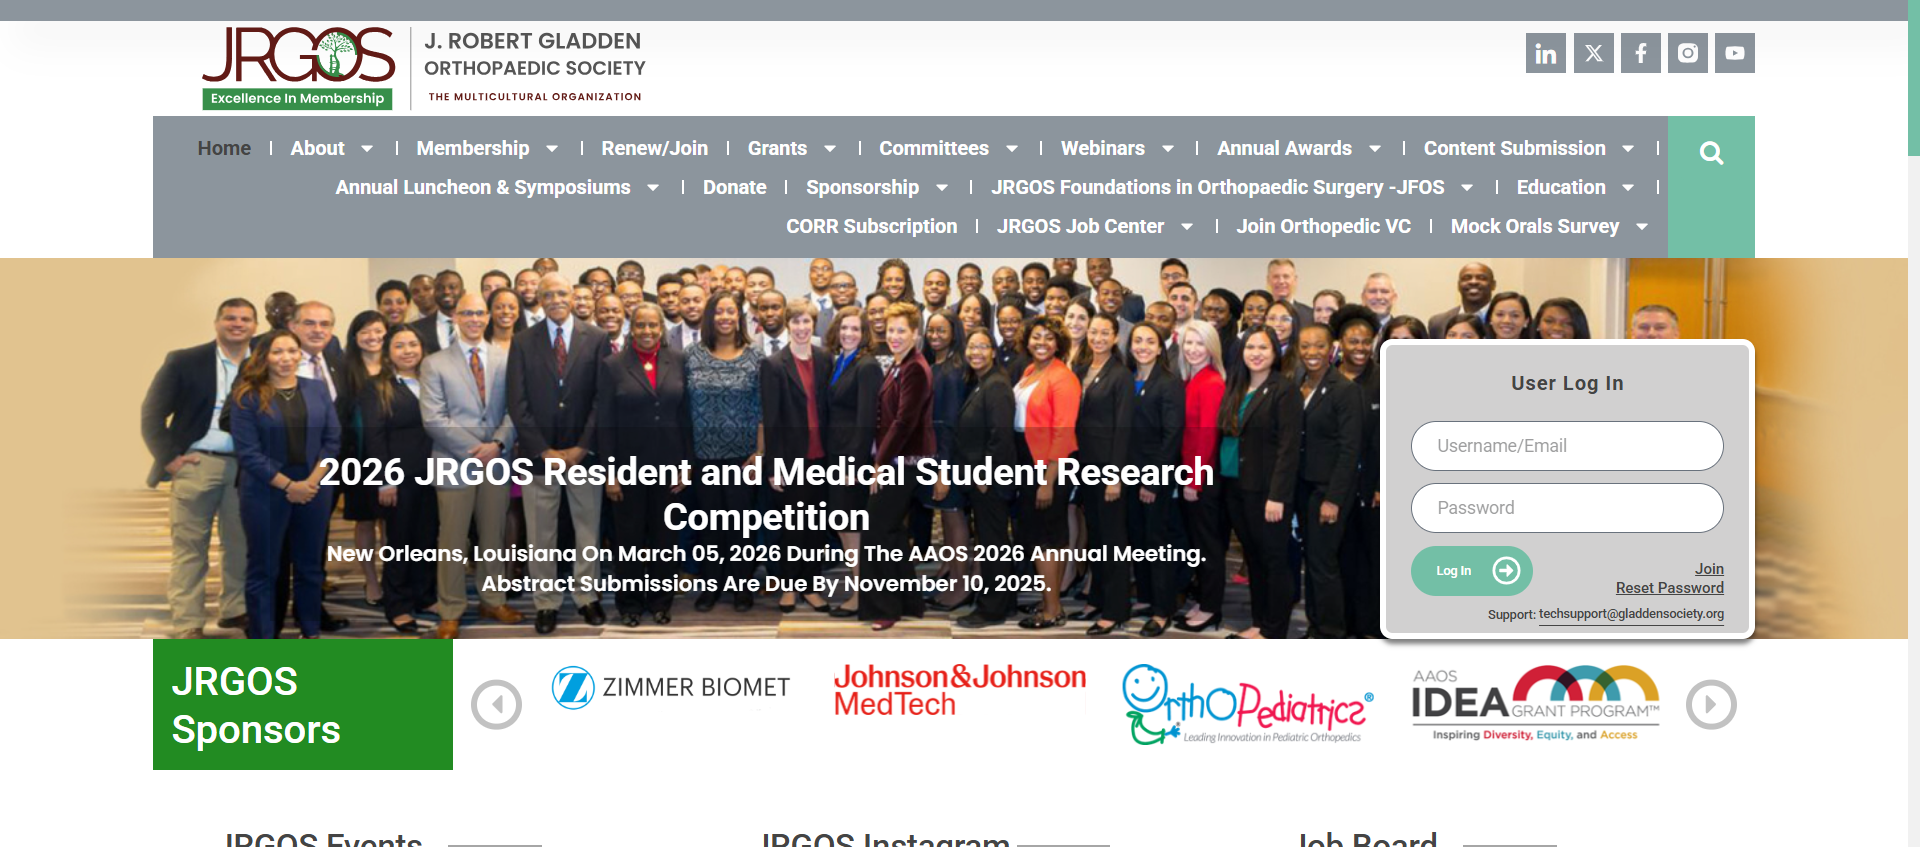 JRGOS
Excellence In Membership
J. ROBERT GLADDEN
ORTHOPAEDIC SOCIETY
THE MULTICULTURAL ORGANIZATION
Home | About | Membership | Renew/Join | Grants | Committees | Webinars | Annual Awards | Content Submission |
Annual Luncheon & Symposiums | Donate | Sponsorship | JRGOS Foundations in Orthopaedic Surgery -JFOS | Education |
CORR Subscription | JRGOS Job Center | Join Orthopedic VC | Mock Orals Survey
2026 JRGOS Resident and Medical Student Research
Competition
New Orleans, Louisiana On March 05, 2026 During The AAOS 2026 Annual Meeting.
Abstract Submissions Are Due By November 10, 2025.
User Log In
Username/Email
Password
Log In
Join
Reset Password
Support: techsupport@gladdensociety.org
JRGOS
Sponsors
ZIMMER BIOMET
Johnson&Johnson
MedTech
OrthoPediatrics®
Leading Innovation in Pediatric Orthopedics
AAOS
IDEA GRANT PROGRAM™
Inspiring Diversity, Equity, and Access
JRGOS Events
JRGOS Instagram
Job Board